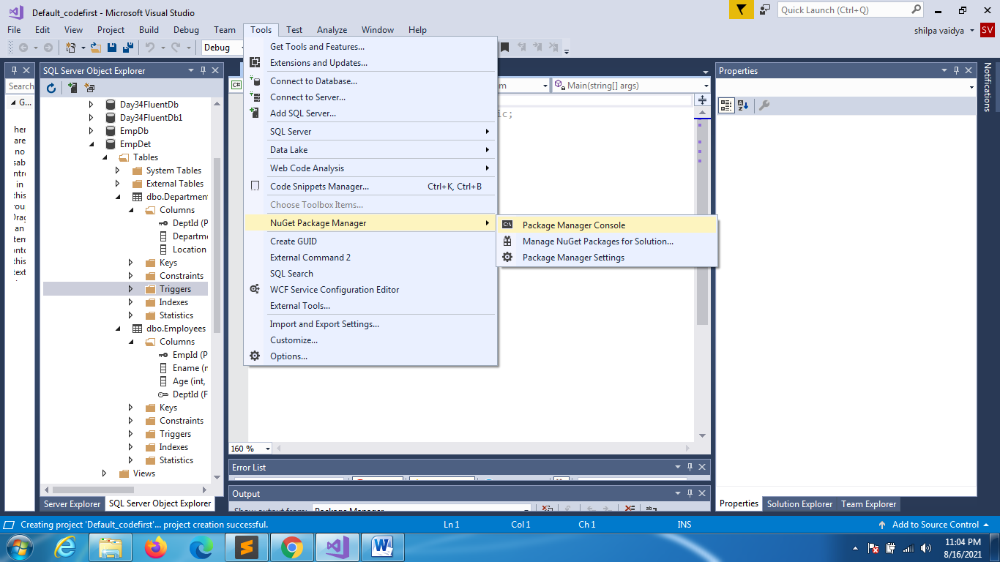 Default_codefirst - Microsoft Visual Studio
Quick Launch (Ctrl+Q)
File Edit View Project Build Debug Team Tools Test Analyze Window Help
shilpa vaidya SV
Debug
Get Tools and Features...
Extensions and Updates...
Connect to Database...
Connect to Server...
Add SQL Server...
SQL Server
Data Lake
Web Code Analysis
Code Snippets Manager... Ctrl+K, Ctrl+B
Choose Toolbox Items...
NuGet Package Manager
Create GUID
External Command 2
SQL Search
WCF Service Configuration Editor
External Tools...
Import and Export Settings...
Customize...
Options...
Package Manager Console
Manage NuGet Packages for Solution...
Package Manager Settings
Search
G...
her
are
no
sab
ntr
in
this
rou
Drag
an
onto
text
SQL Server Object Explorer
Day34FluentDb
Day34FluentDb1
EmpDb
EmpDet
Tables
System Tables
External Tables
dbo.Departmen
Columns
DeptId (P
Departme
Location
Keys
Constraints
Triggers
Indexes
Statistics
dbo.Employees
Columns
EmpId (P
Ename (n
Age (int,
DeptId (F
Keys
Constraints
Triggers
Indexes
Statistics
Views
Server Explorer SQL Server Object Explorer
C#
m
Main(string[] args)
ic;
160 %
Error List
Output
Show output from: Package Manager
Properties
Notifications
Properties Solution Explorer Team Explorer
Creating project 'Default_codefirst'... project creation successful.
Ln 1 Col 1 Ch 1 INS
Add to Source Control
11:04 PM
8/16/2021